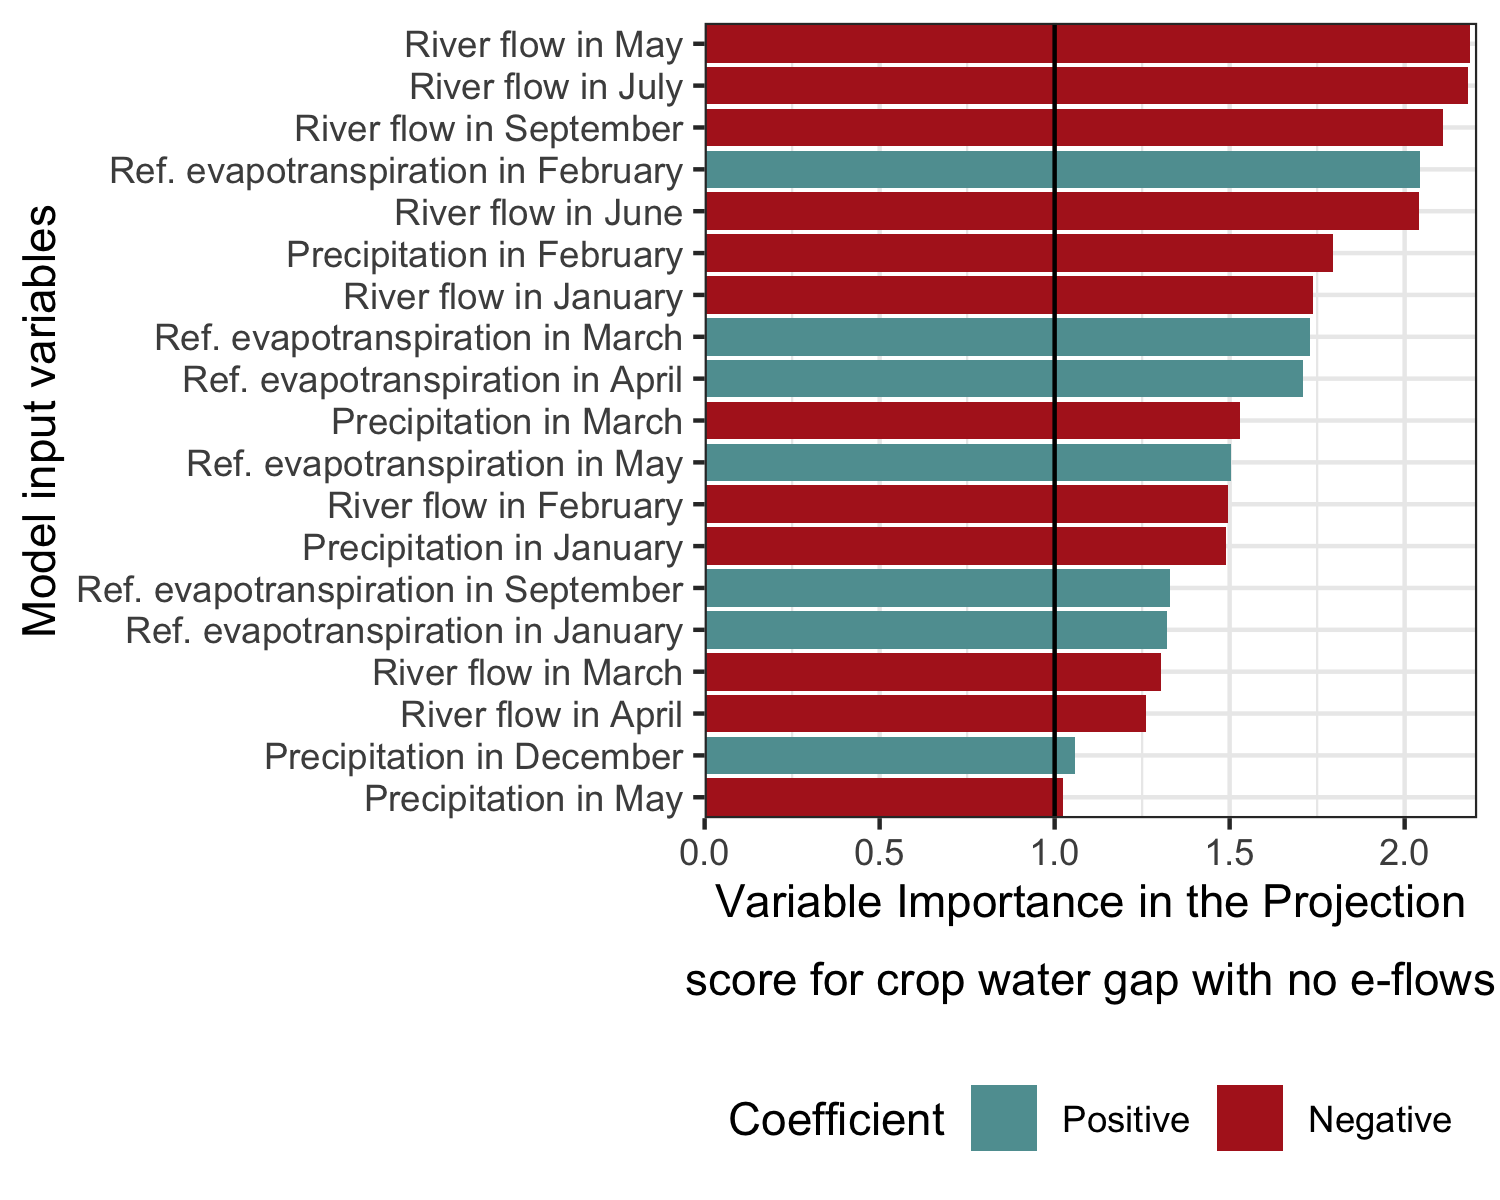 Model input variables
River flow in May
River flow in July
River flow in September
Ref. evapotranspiration in February
River flow in June
Precipitation in February
River flow in January
Ref. evapotranspiration in March
Ref. evapotranspiration in April
Precipitation in March
Ref. evapotranspiration in May
River flow in February
Precipitation in January
Ref. evapotranspiration in September
Ref. evapotranspiration in January
River flow in March
River flow in April
Precipitation in December
Precipitation in May
0.0 0.5 1.0 1.5 2.0
Variable Importance in the Projection
score for crop water gap with no e-flows
Coefficient Positive Negative